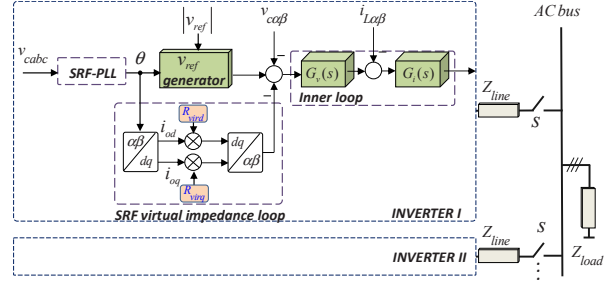 |v_ref|
v_cαβ
i_Lαβ
AC bus
v_cabc
SRF-PLL
θ
v_ref
generator
G_v(s)
G_i(s)
Inner loop
Z_line
S
R_vird
αβ
dq
i_od
i_oq
dq
αβ
R_virq
SRF virtual impedance loop
INVERTER I
INVERTER II
Z_line
S
Z_load